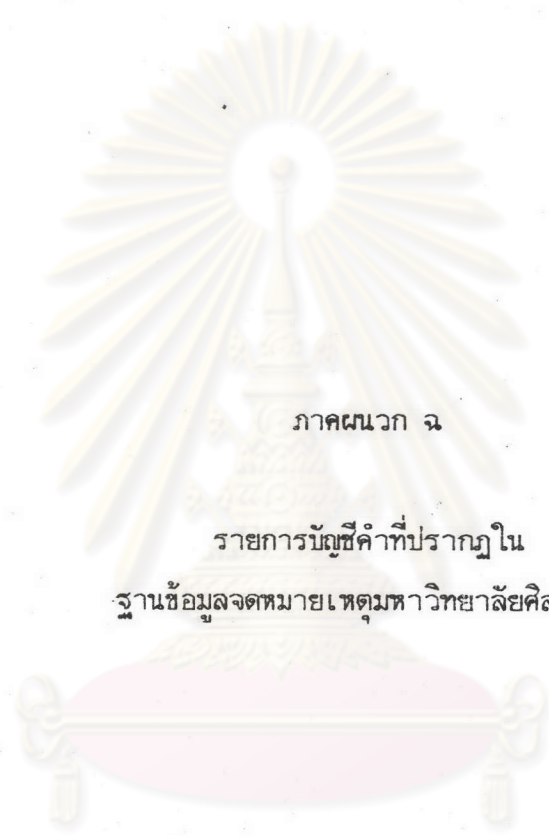 ภาคผนวก ฉ
รายการบัญชีคำที่ปรากฏใน
ฐานข้อมูลจดหมายเหตุมหาวิทยาลัยศิล